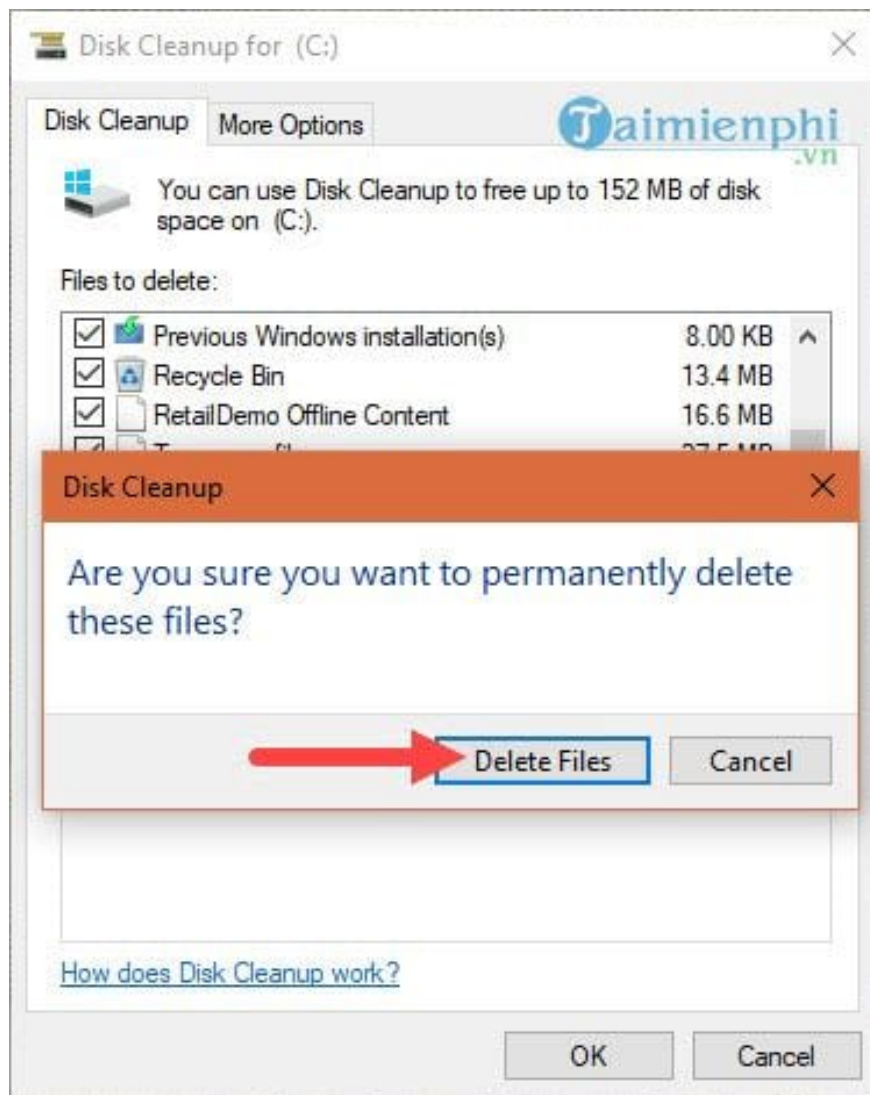 Disk Cleanup for (C:)
Disk Cleanup
More Options
Taimienphi
.vn
You can use Disk Cleanup to free up to 152 MB of disk
space on (C:).
Files to delete:
Previous Windows installation(s) 8.00 KB
Recycle Bin 13.4 MB
RetailDemo Offline Content 16.6 MB
Disk Cleanup
Are you sure you want to permanently delete
these files?
Delete Files
Cancel
How does Disk Cleanup work?
OK
Cancel